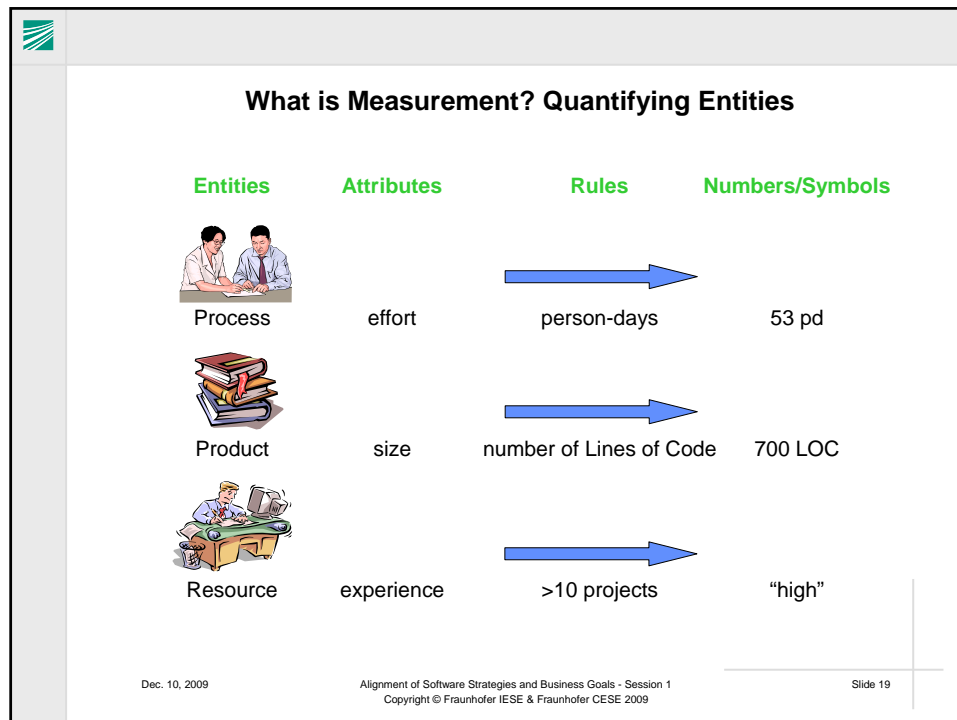 What is Measurement? Quantifying Entities
Entities Attributes Rules Numbers/Symbols
Process effort person-days 53 pd
Product size number of Lines of Code 700 LOC
Resource experience >10 projects “high”
Dec. 10, 2009 Alignment of Software Strategies and Business Goals - Session 1 Slide 19
Copyright © Fraunhofer IESE & Fraunhofer CESE 2009